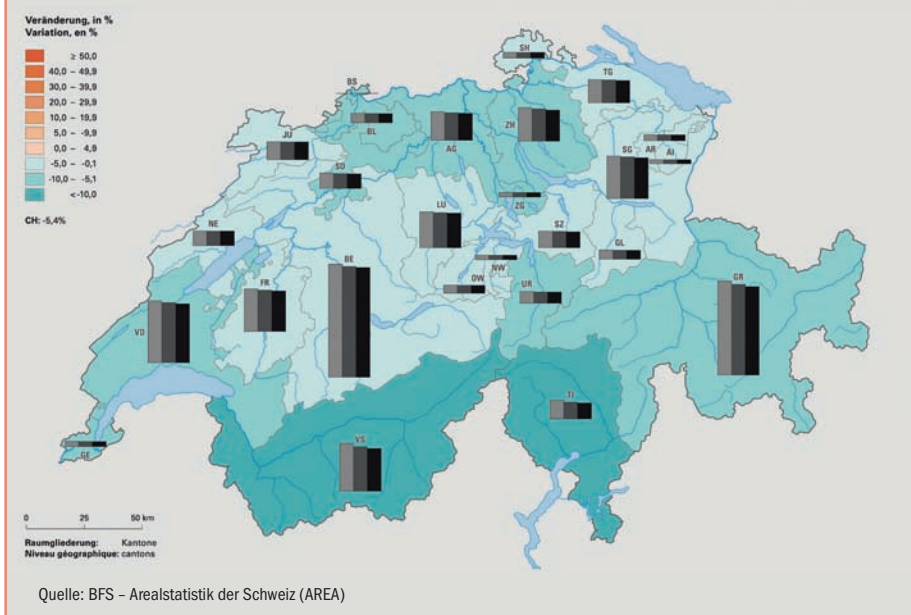 Veränderung, in %
Variation, en %
≥ 50,0
40,0 – 49,9
30,0 – 39,9
20,0 – 29,9
10,0 – 19,9
5,0 – -9,9
0,0 – 4,9
-5,0 – -0,1
-10,0 – -5,1
<-10,0
CH: -5,4%
SH
BS
BL
TG
JU
AG
ZH
AR
AI
SO
SG
ZG
LU
NE
SZ
GL
BE
NW
OW
FR
UR
GR
VD
TI
GE
VS
0 25 50 km
Raumgliederung: Kantone
Niveau géographique: cantons
Quelle: BFS – Arealstatistik der Schweiz (AREA)